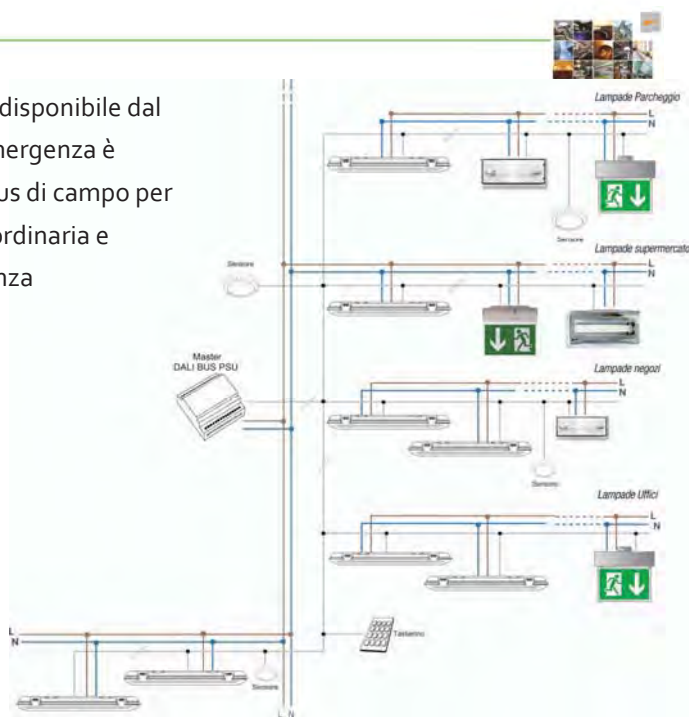 disponibile dal
mergenza è
us di campo per
ordinaria e
nza
Lampade Parcheggio
L
N
Sensore
Lampade supermercato
L
N
Sensore
Master
DALI BUS PSU
Lampade negozi
L
N
Sensore
Lampade Uffici
L
N
Tastierino
L
N
Sensore
L N